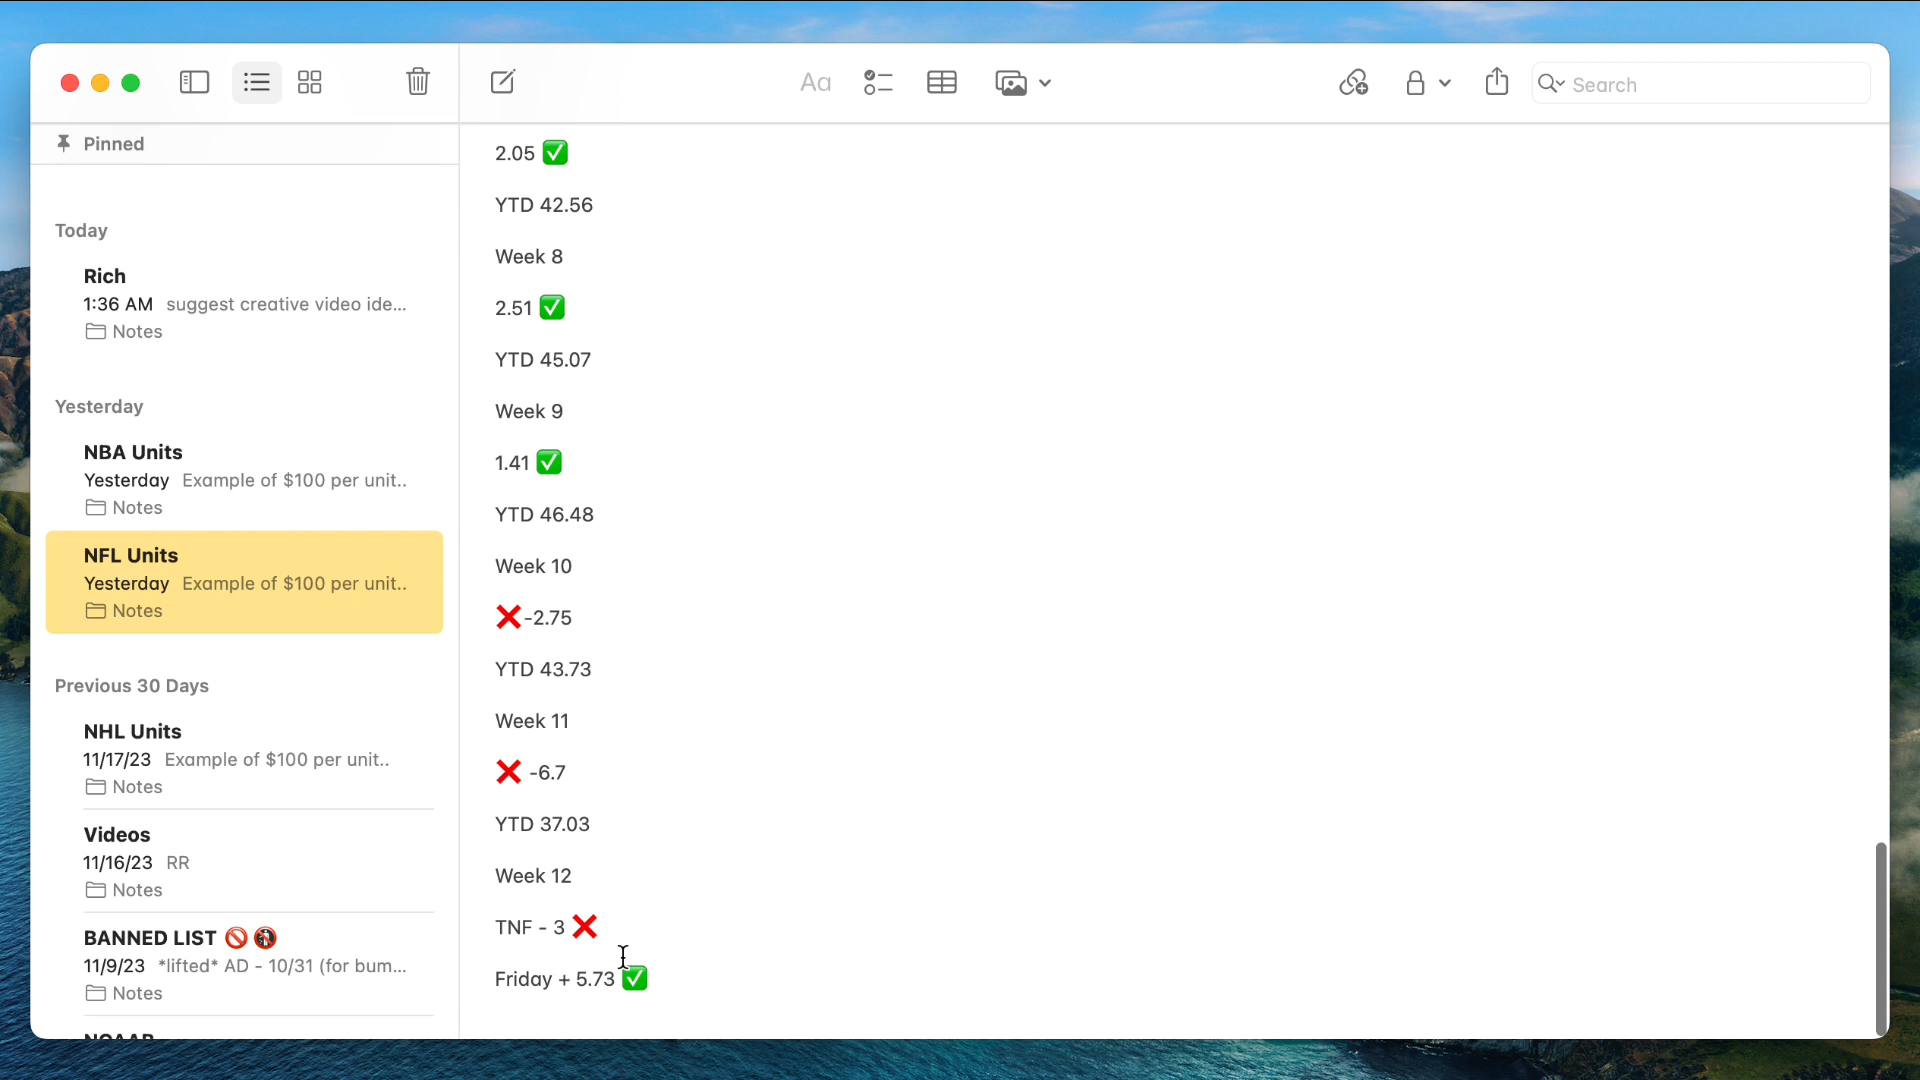 Aa
Search
Pinned
Today
Rich
1:36 AM suggest creative video ide...
Notes
Yesterday
NBA Units
Yesterday Example of $100 per unit..
Notes
NFL Units
Yesterday Example of $100 per unit..
Notes
Previous 30 Days
NHL Units
11/17/23 Example of $100 per unit..
Notes
Videos
11/16/23 RR
Notes
BANNED LIST 🚫 🚷
11/9/23 *lifted* AD - 10/31 (for bum...
Notes
NCAAB
2.05 ✅
YTD 42.56
Week 8
2.51 ✅
YTD 45.07
Week 9
1.41 ✅
YTD 46.48
Week 10
❌-2.75
YTD 43.73
Week 11
❌ -6.7
YTD 37.03
Week 12
TNF - 3 ❌
Friday + 5.73 ✅